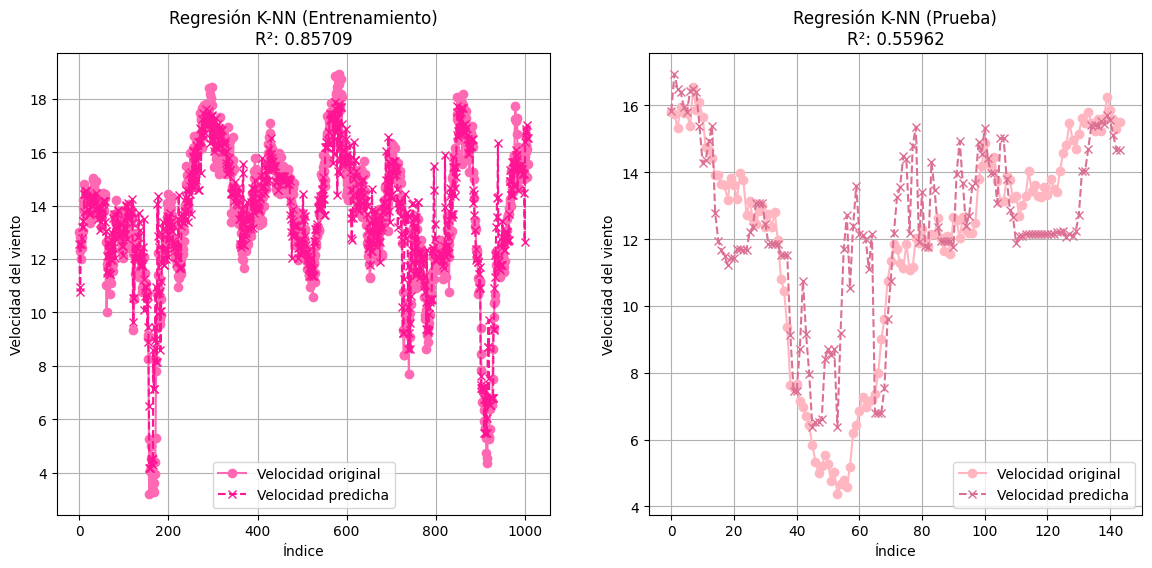 Regresión K-NN (Entrenamiento)
R²: 0.85709
Velocidad del viento
18
16
14
12
10
8
6
4
0
200
400
600
800
1000
Índice
Velocidad original
Velocidad predicha
Regresión K-NN (Prueba)
R²: 0.55962
Velocidad del viento
16
14
12
10
8
6
4
0
20
40
60
80
100
120
140
Índice
Velocidad original
Velocidad predicha